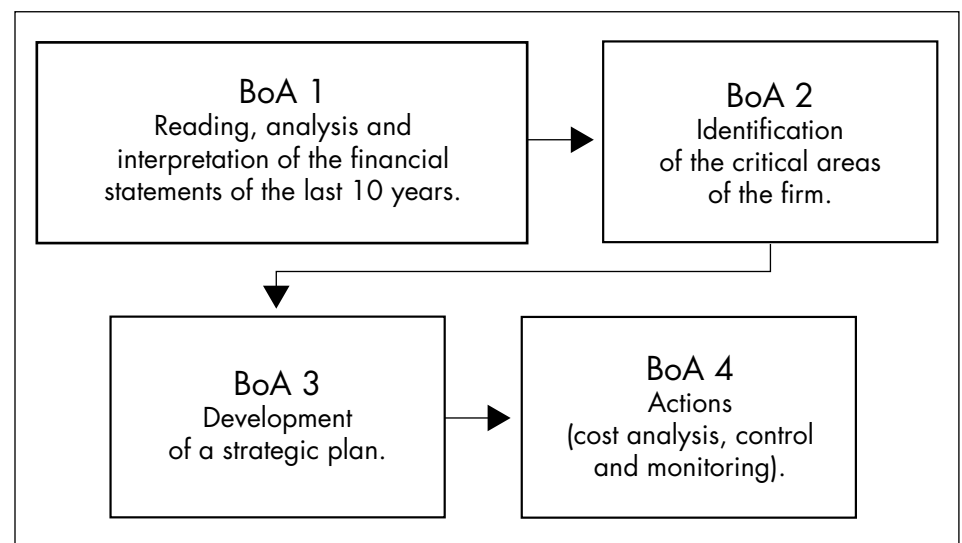 BoA 1
Reading, analysis and
interpretation of the financial
statements of the last 10 years.
BoA 2
Identification
of the critical areas
of the firm.
BoA 3
Development
of a strategic plan.
BoA 4
Actions
(cost analysis, control
and monitoring).